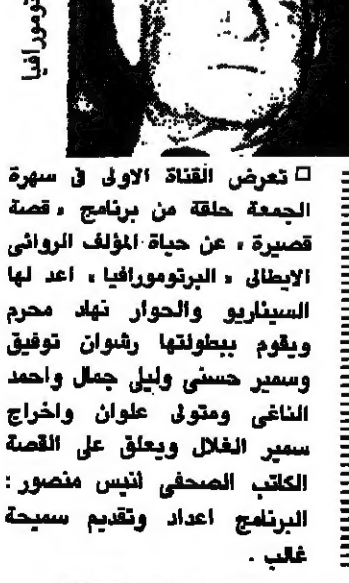 تومورافيا
□ تعرض القناة الاولى فى سهرة
الجمعة حلقة من برنامج « قصة
قصيرة » عن حياة المؤلف الروائى
الايطالى « البرتومورافيا » اعد لها
السيناريو والحوار نهاد محرم
ويقوم ببطولتها رشوان توفيق
وسمير حسنى وليلى جمال واحمد
الناغى ومتولى علوان واخراج
سمير الغلال ويعلق على القصة
الكاتب الصحفى أنيس منصور :
البرنامج اعداد وتقديم سميحة
غالب .